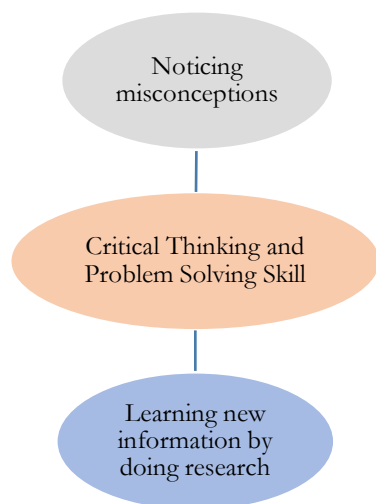 Noticing
misconceptions
Critical Thinking and
Problem Solving Skill
Learning new
information by
doing research